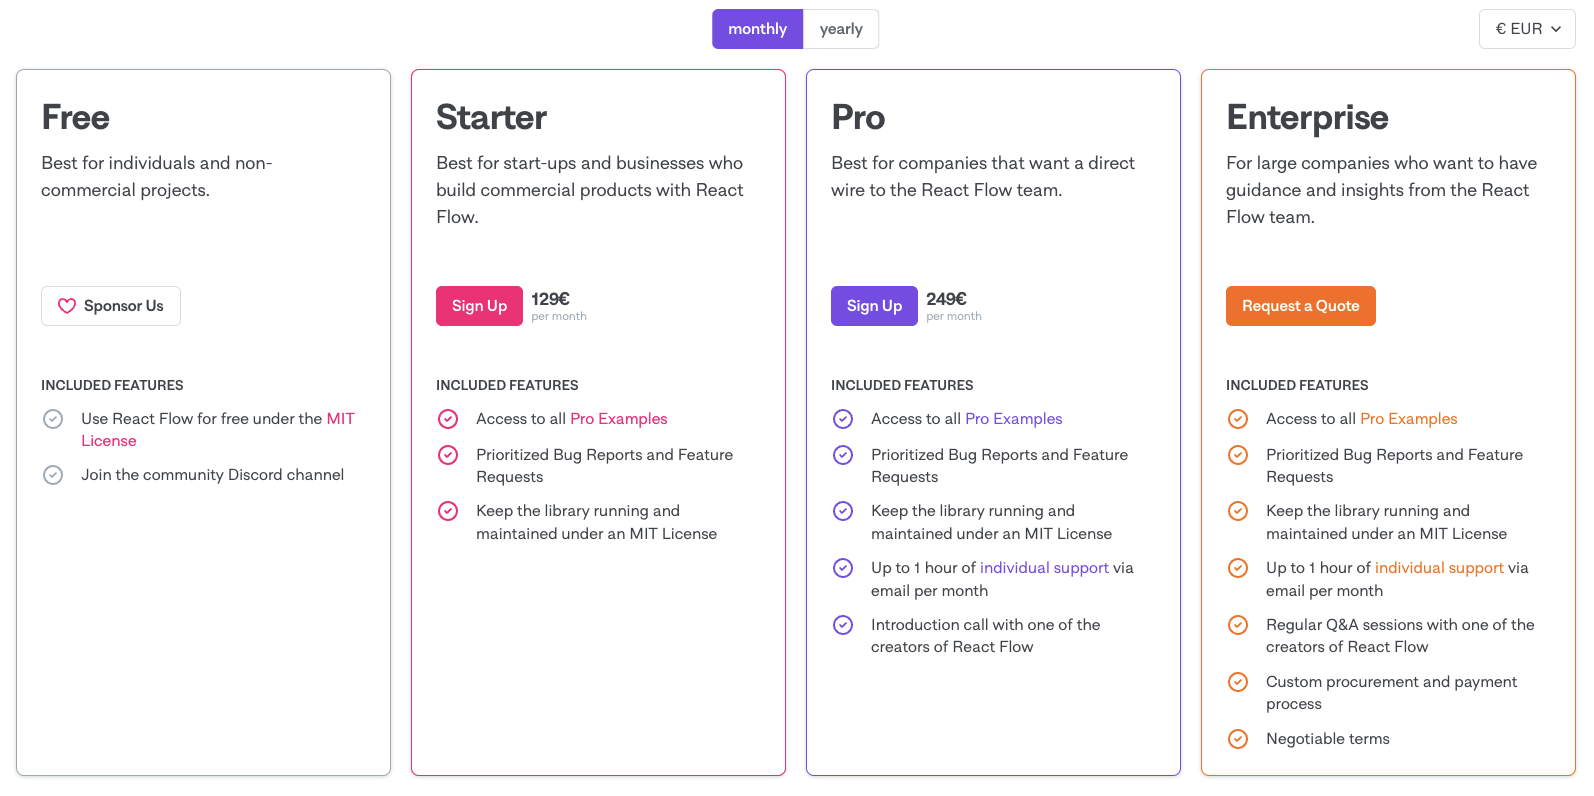 monthly
yearly
€ EUR
Free
Best for individuals and non-
commercial projects.
Sponsor Us
INCLUDED FEATURES
Use React Flow for free under the MIT
License
Join the community Discord channel
Starter
Best for start-ups and businesses who
build commercial products with React
Flow.
Sign Up
129€
per month
INCLUDED FEATURES
Access to all Pro Examples
Prioritized Bug Reports and Feature
Requests
Keep the library running and
maintained under an MIT License
Pro
Best for companies that want a direct
wire to the React Flow team.
Sign Up
249€
per month
INCLUDED FEATURES
Access to all Pro Examples
Prioritized Bug Reports and Feature
Requests
Keep the library running and
maintained under an MIT License
Up to 1 hour of individual support via
email per month
Introduction call with one of the
creators of React Flow
Enterprise
For large companies who want to have
guidance and insights from the React
Flow team.
Request a Quote
INCLUDED FEATURES
Access to all Pro Examples
Prioritized Bug Reports and Feature
Requests
Keep the library running and
maintained under an MIT License
Up to 1 hour of individual support via
email per month
Regular Q&A sessions with one of the
creators of React Flow
Custom procurement and payment
process
Negotiable terms